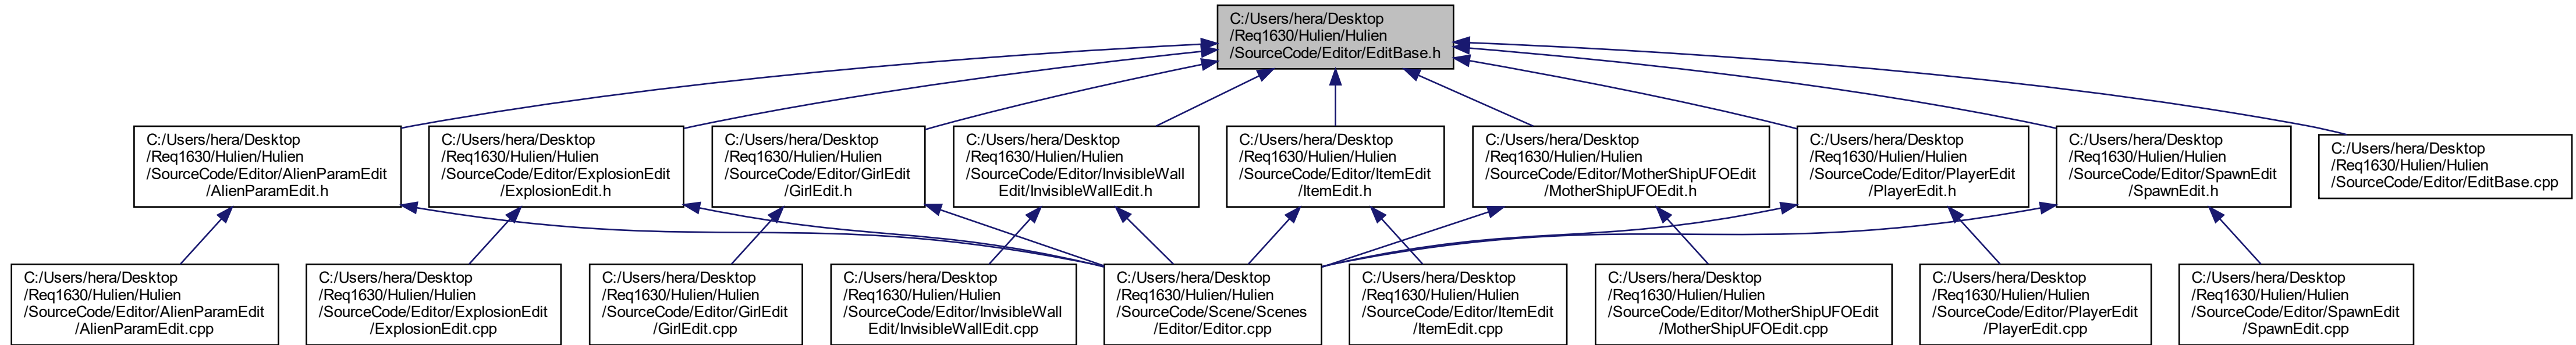 C:/Users/hera/Desktop
/Req1630/Hulien/Hulien
/SourceCode/Editor/EditBase.h
C:/Users/hera/Desktop
/Req1630/Hulien/Hulien
/SourceCode/Editor/AlienParamEdit
/AlienParamEdit.h
C:/Users/hera/Desktop
/Req1630/Hulien/Hulien
/SourceCode/Editor/ExplosionEdit
/ExplosionEdit.h
C:/Users/hera/Desktop
/Req1630/Hulien/Hulien
/SourceCode/Editor/GirlEdit
/GirlEdit.h
C:/Users/hera/Desktop
/Req1630/Hulien/Hulien
/SourceCode/Editor/InvisibleWall
Edit/InvisibleWallEdit.h
C:/Users/hera/Desktop
/Req1630/Hulien/Hulien
/SourceCode/Editor/ItemEdit
/ItemEdit.h
C:/Users/hera/Desktop
/Req1630/Hulien/Hulien
/SourceCode/Editor/MotherShipUFOEdit
/MotherShipUFOEdit.h
C:/Users/hera/Desktop
/Req1630/Hulien/Hulien
/SourceCode/Editor/PlayerEdit
/PlayerEdit.h
C:/Users/hera/Desktop
/Req1630/Hulien/Hulien
/SourceCode/Editor/SpawnEdit
/SpawnEdit.h
C:/Users/hera/Desktop
/Req1630/Hulien/Hulien
/SourceCode/Editor/EditBase.cpp
C:/Users/hera/Desktop
/Req1630/Hulien/Hulien
/SourceCode/Editor/AlienParamEdit
/AlienParamEdit.cpp
C:/Users/hera/Desktop
/Req1630/Hulien/Hulien
/SourceCode/Editor/ExplosionEdit
/ExplosionEdit.cpp
C:/Users/hera/Desktop
/Req1630/Hulien/Hulien
/SourceCode/Editor/GirlEdit
/GirlEdit.cpp
C:/Users/hera/Desktop
/Req1630/Hulien/Hulien
/SourceCode/Editor/InvisibleWall
Edit/InvisibleWallEdit.cpp
C:/Users/hera/Desktop
/Req1630/Hulien/Hulien
/SourceCode/Scene/Scenes
/Editor/Editor.cpp
C:/Users/hera/Desktop
/Req1630/Hulien/Hulien
/SourceCode/Editor/ItemEdit
/ItemEdit.cpp
C:/Users/hera/Desktop
/Req1630/Hulien/Hulien
/SourceCode/Editor/MotherShipUFOEdit
/MotherShipUFOEdit.cpp
C:/Users/hera/Desktop
/Req1630/Hulien/Hulien
/SourceCode/Editor/PlayerEdit
/PlayerEdit.cpp
C:/Users/hera/Desktop
/Req1630/Hulien/Hulien
/SourceCode/Editor/SpawnEdit
/SpawnEdit.cpp